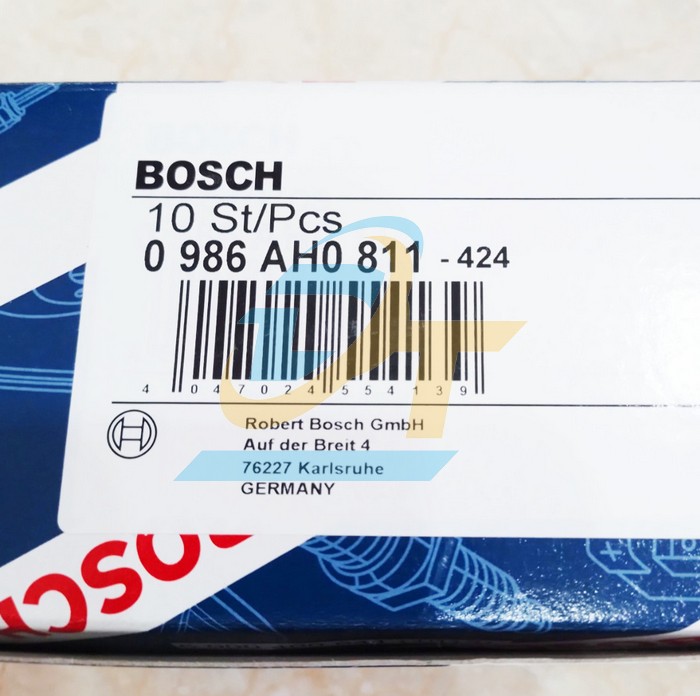 BOSCH
10 St/Pcs
0 986 AH0 811 - 424
4 047024 554139
Robert Bosch GmbH
Auf der Breit 4
76227 Karlsruhe
GERMANY
BOSCH